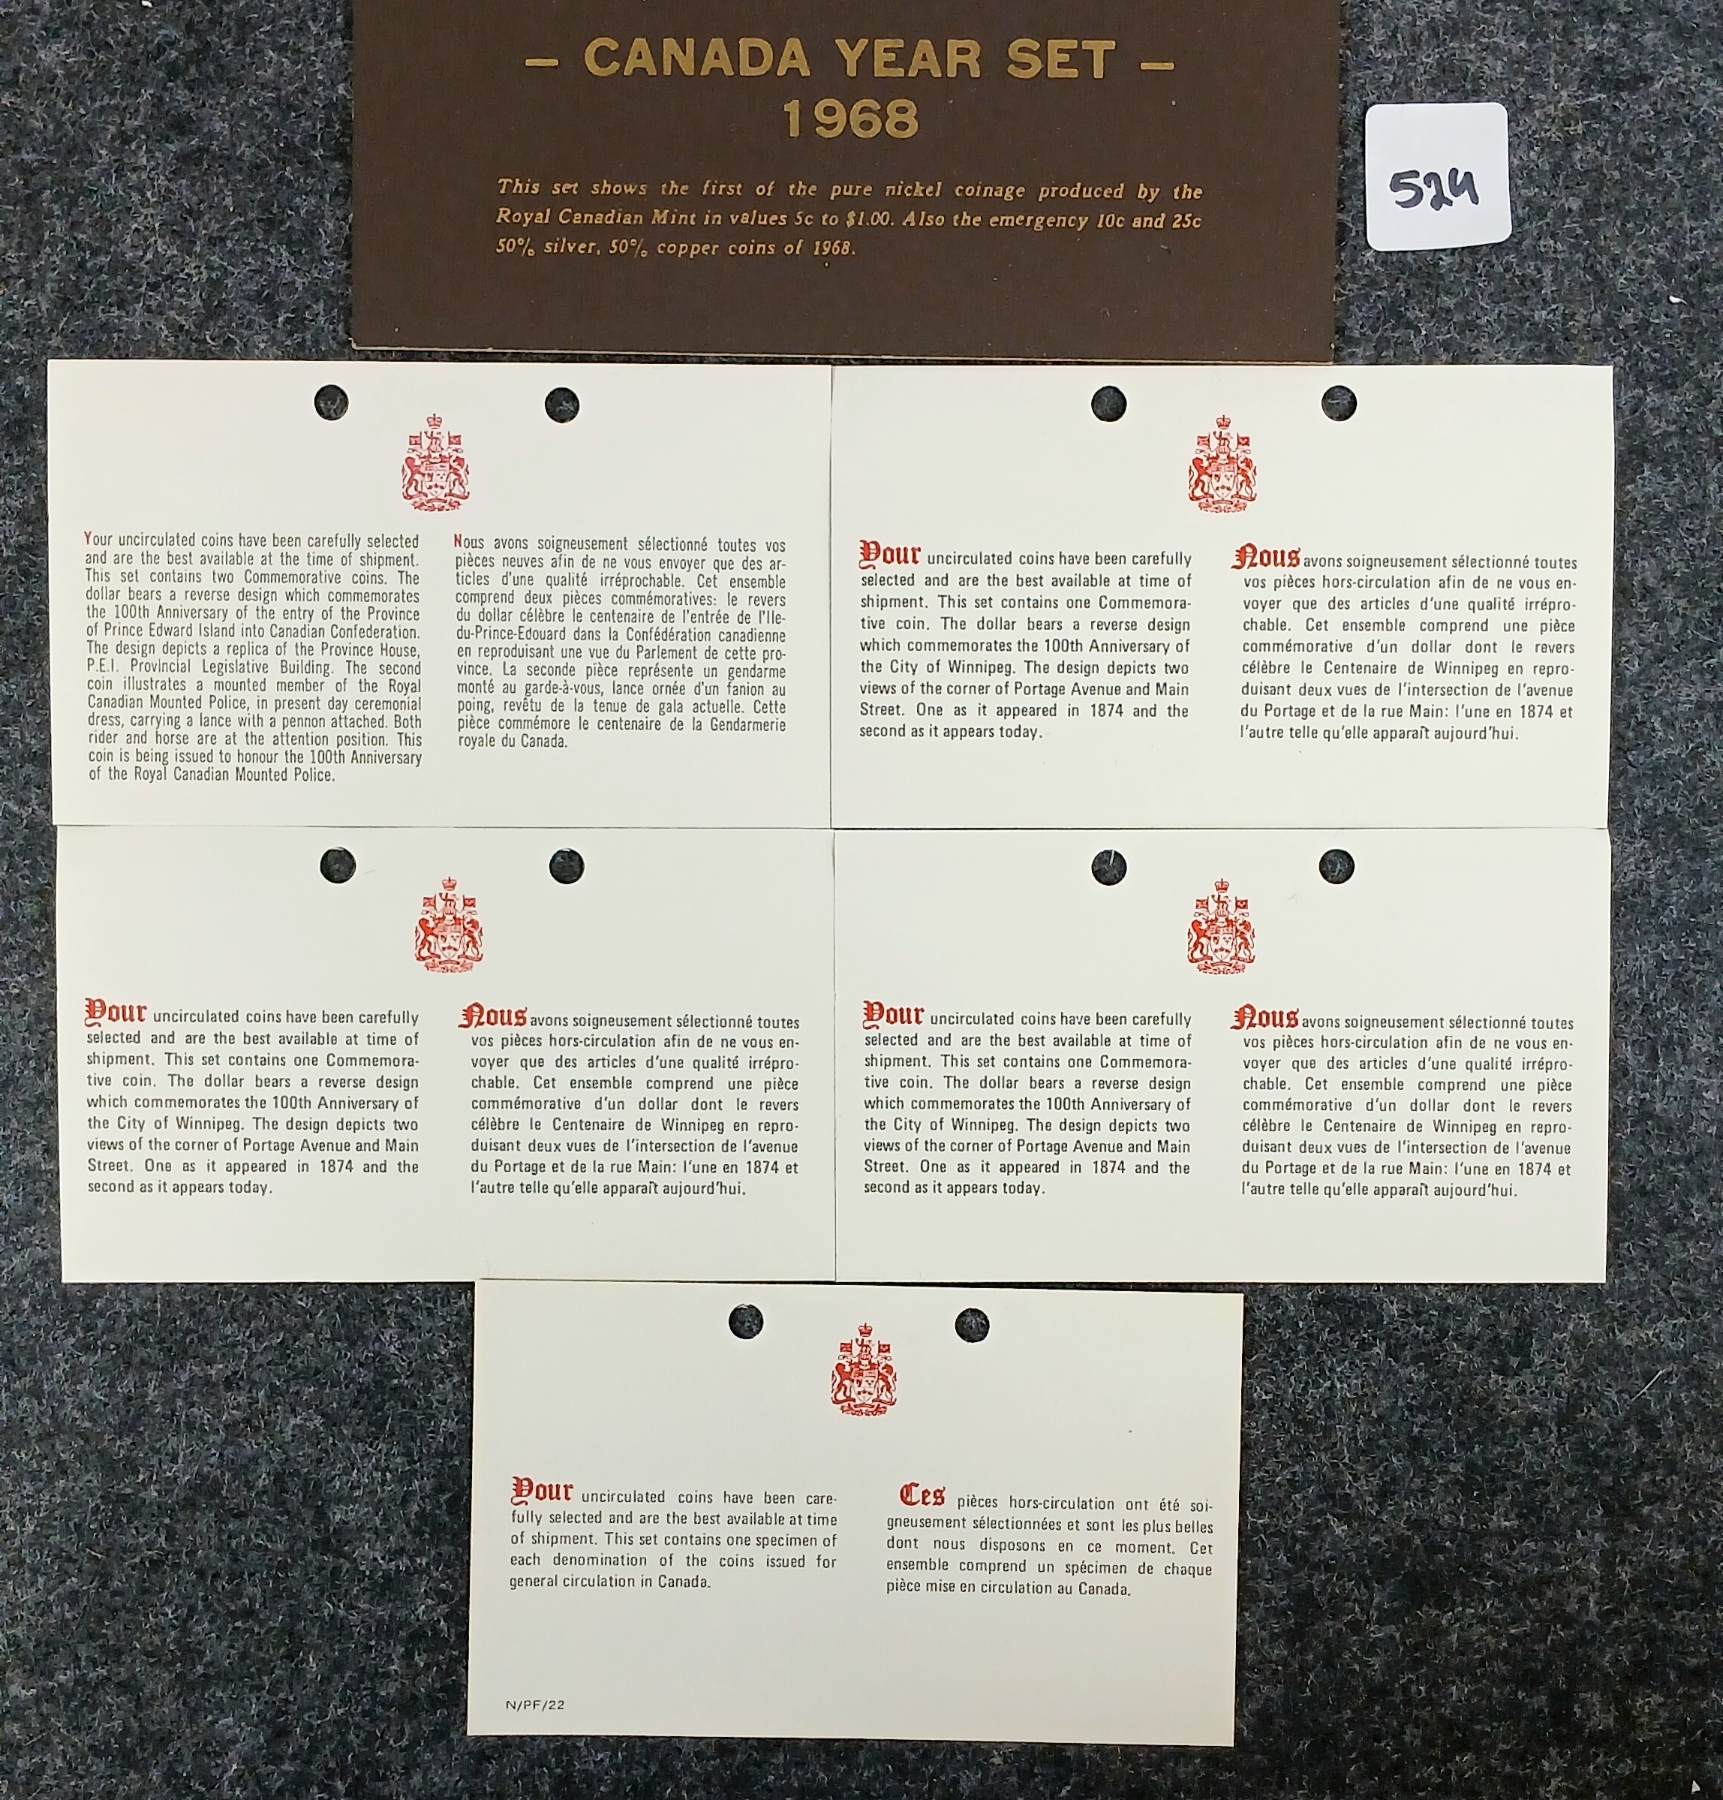 – CANADA YEAR SET –
1968
This set shows the first of the pure nickel coinage produced by the
Royal Canadian Mint in values 5c to $1.00. Also the emergency 10c and 25c
50% silver, 50% copper coins of 1968.
524
Your uncirculated coins have been carefully selected
and are the best available at the time of shipment.
This set contains two Commemorative coins. The
dollar bears a reverse design which commemorates
the 100th Anniversary of the entry of the Province
of Prince Edward Island into Canadian Confederation.
The design depicts a replica of the Province House,
P.E.I. Provincial Legislative Building. The second
coin illustrates a mounted member of the Royal
Canadian Mounted Police, in present day ceremonial
dress, carrying a lance with a pennon attached. Both
rider and horse are at the attention position. This
coin is being issued to honour the 100th Anniversary
of the Royal Canadian Mounted Police.
Nous avons soigneusement sélectionné toutes vos
pièces neuves afin de ne vous envoyer que des ar-
ticles d'une qualité irréprochable. Cet ensemble
comprend deux pièces commémoratives: le revers
du dollar célèbre le centenaire de l'entrée de l'Ile-
du-Prince-Edouard dans la Confédération canadienne
en reproduisant une vue du Parlement de cette pro-
vince. La seconde pièce représente un gendarme
monté au garde-à-vous, lance ornée d'un fanion au
poing, revêtu de la tenue de gala actuelle. Cette
pièce commémore le centenaire de la Gendarmerie
royale du Canada.
Your uncirculated coins have been carefully
selected and are the best available at time of
shipment. This set contains one Commemora-
tive coin. The dollar bears a reverse design
which commemorates the 100th Anniversary of
the City of Winnipeg. The design depicts two
views of the corner of Portage Avenue and Main
Street. One as it appeared in 1874 and the
second as it appears today.
Nous avons soigneusement sélectionné toutes
vos pièces hors-circulation afin de ne vous en-
voyer que des articles d'une qualité irrépro-
chable. Cet ensemble comprend une pièce
commémorative d'un dollar dont le revers
célèbre le Centenaire de Winnipeg en repro-
duisant deux vues de l'intersection de l'avenue
du Portage et de la rue Main: l'une en 1874 et
l'autre telle qu'elle apparaît aujourd'hui.
Your uncirculated coins have been carefully
selected and are the best available at time of
shipment. This set contains one Commemora-
tive coin. The dollar bears a reverse design
which commemorates the 100th Anniversary of
the City of Winnipeg. The design depicts two
views of the corner of Portage Avenue and Main
Street. One as it appeared in 1874 and the
second as it appears today.
Nous avons soigneusement sélectionné toutes
vos pièces hors-circulation afin de ne vous en-
voyer que des articles d'une qualité irrépro-
chable. Cet ensemble comprend une pièce
commémorative d'un dollar dont le revers
célèbre le Centenaire de Winnipeg en repro-
duisant deux vues de l'intersection de l'avenue
du Portage et de la rue Main: l'une en 1874 et
l'autre telle qu'elle apparaît aujourd'hui.
Your uncirculated coins have been carefully
selected and are the best available at time of
shipment. This set contains one Commemora-
tive coin. The dollar bears a reverse design
which commemorates the 100th Anniversary of
the City of Winnipeg. The design depicts two
views of the corner of Portage Avenue and Main
Street. One as it appeared in 1874 and the
second as it appears today.
Nous avons soigneusement sélectionné toutes
vos pièces hors-circulation afin de ne vous en-
voyer que des articles d'une qualité irrépro-
chable. Cet ensemble comprend une pièce
commémorative d'un dollar dont le revers
célèbre le Centenaire de Winnipeg en repro-
duisant deux vues de l'intersection de l'avenue
du Portage et de la rue Main: l'une en 1874 et
l'autre telle qu'elle apparaît aujourd'hui.
Your uncirculated coins have been care-
fully selected and are the best available at time
of shipment. This set contains one specimen of
each denomination of the coins issued for
general circulation in Canada.
Ces pièces hors-circulation ont été soi-
gneusement sélectionnées et sont les plus belles
dont nous disposons en ce moment. Cet
ensemble comprend un spécimen de chaque
pièce mise en circulation au Canada.
N/PF/22